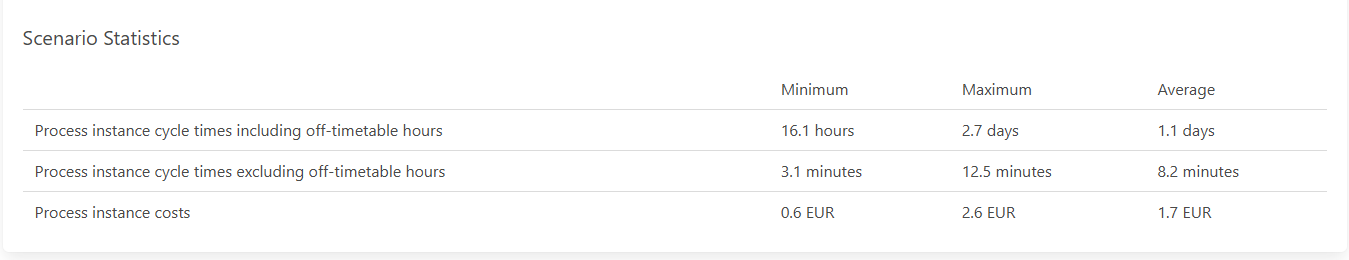 Scenario Statistics
Minimum Maximum Average
Process instance cycle times including off-timetable hours 16.1 hours 2.7 days 1.1 days
Process instance cycle times excluding off-timetable hours 3.1 minutes 12.5 minutes 8.2 minutes
Process instance costs 0.6 EUR 2.6 EUR 1.7 EUR